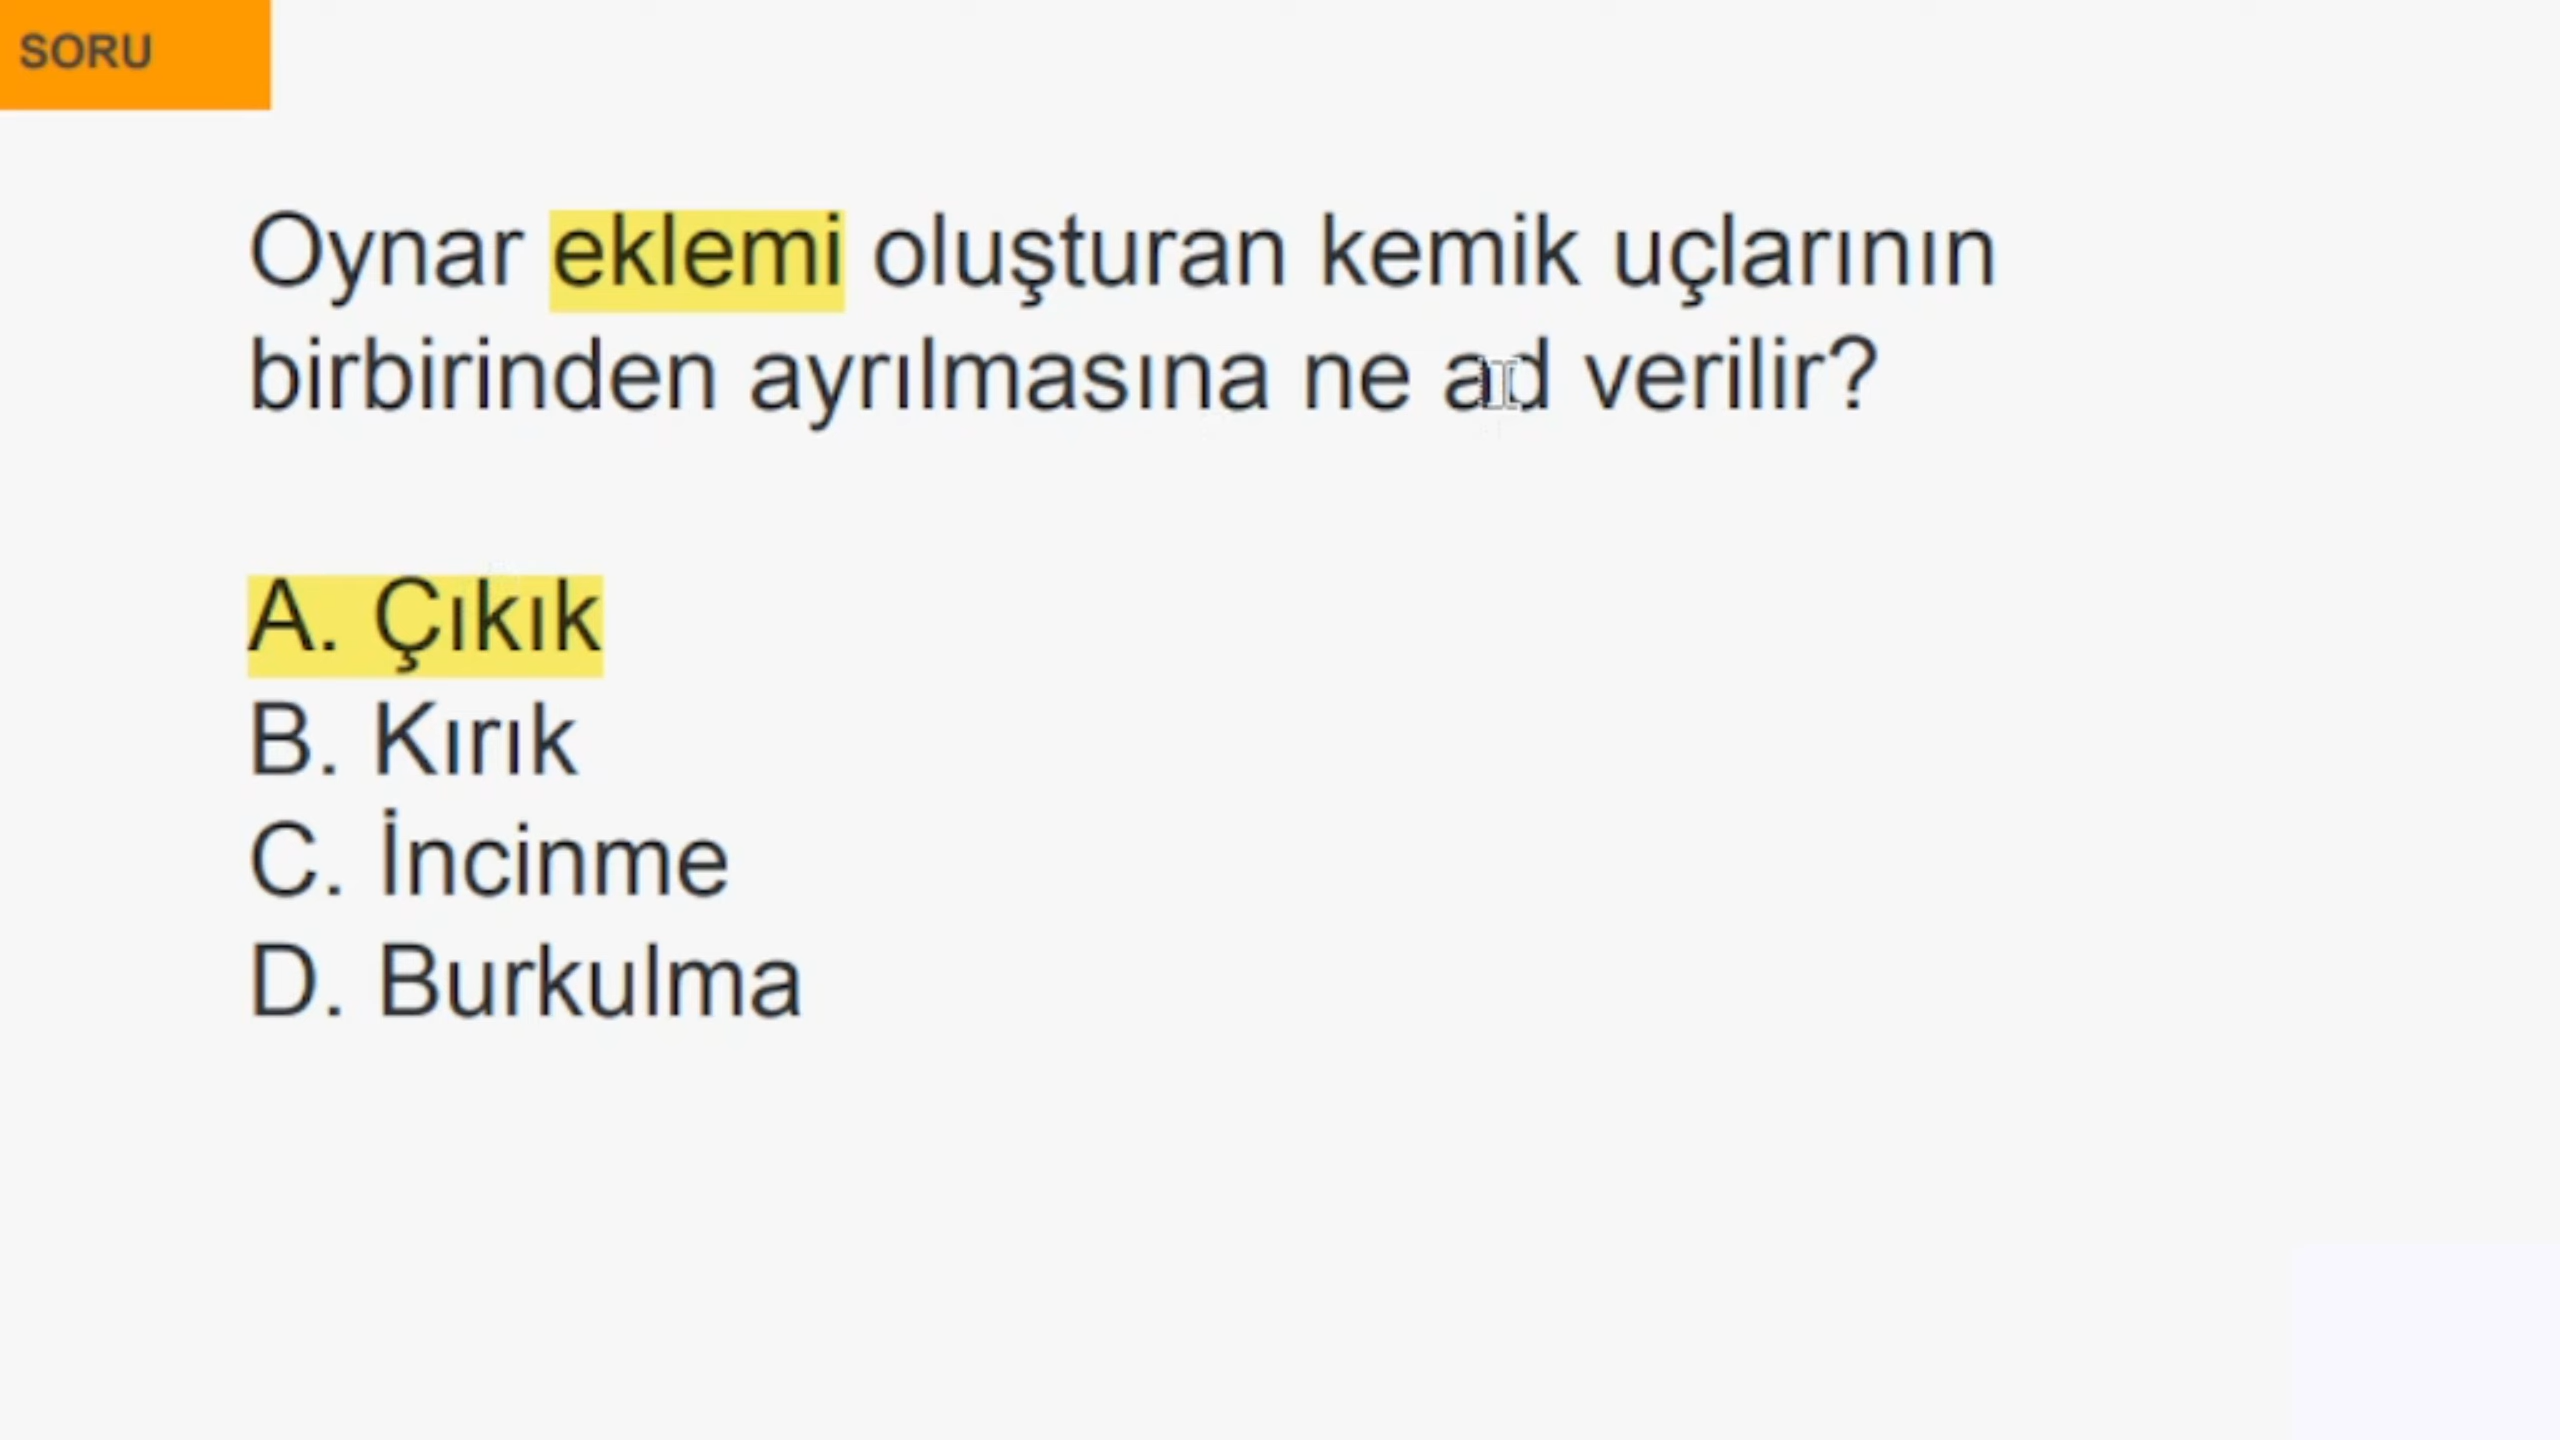 SORU
Oynar eklemi oluşturan kemik uçlarının
birbirinden ayrılmasına ne ad verilir?
A. Çıkık
B. Kırık
C. İncinme
D. Burkulma